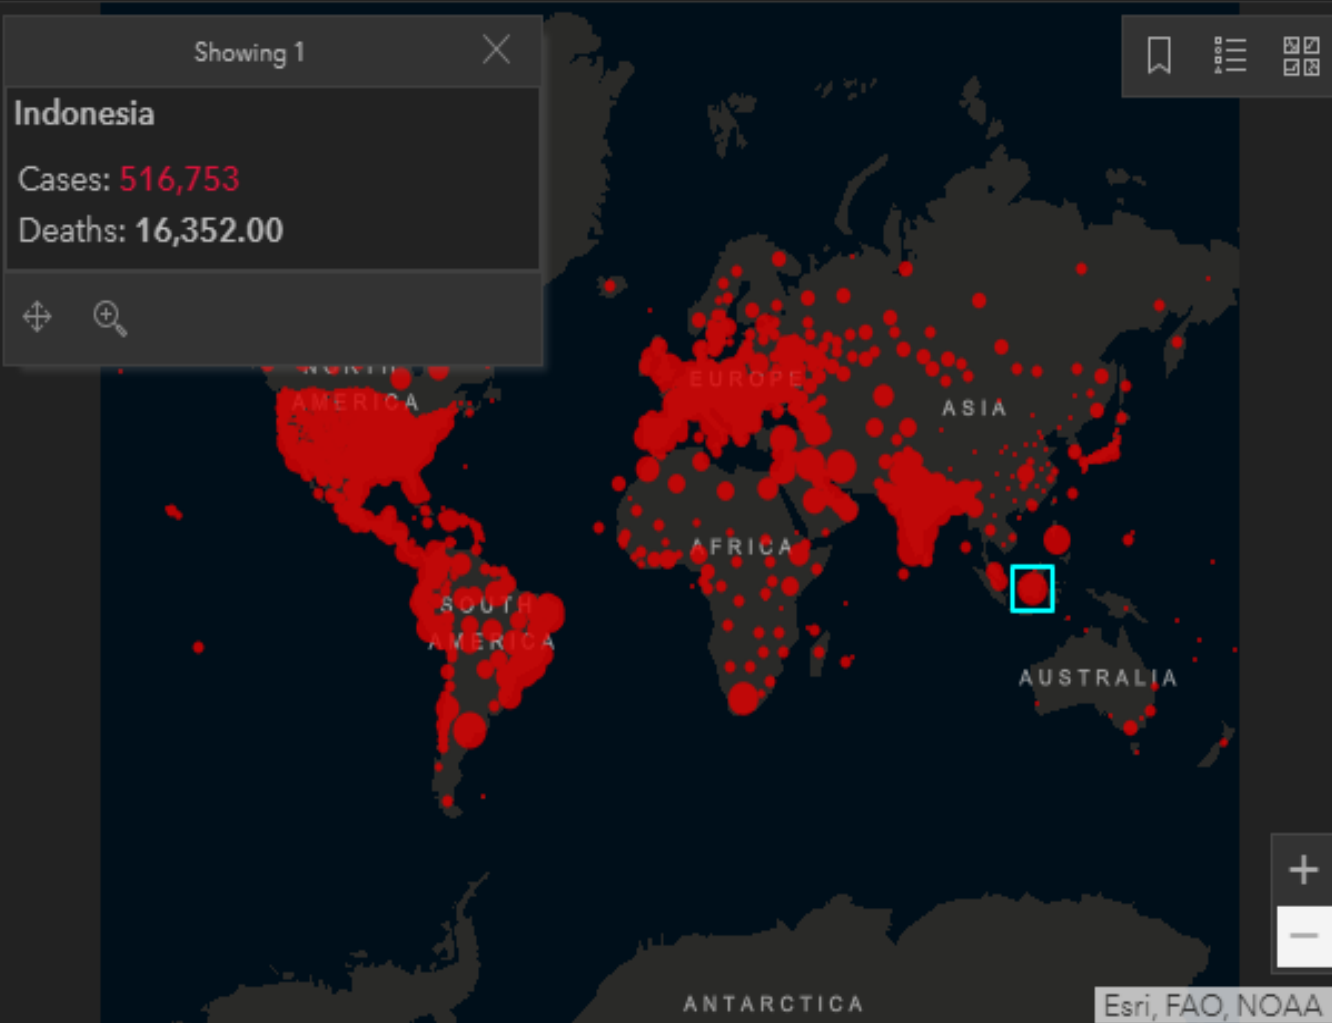 Showing 1
Indonesia
Cases: 516,753
Deaths: 16,352.00
NORTH
AMERICA
EUROPE
ASIA
AFRICA
SOUTH
AMERICA
AUSTRALIA
ANTARCTICA
Esri, FAO, NOAA